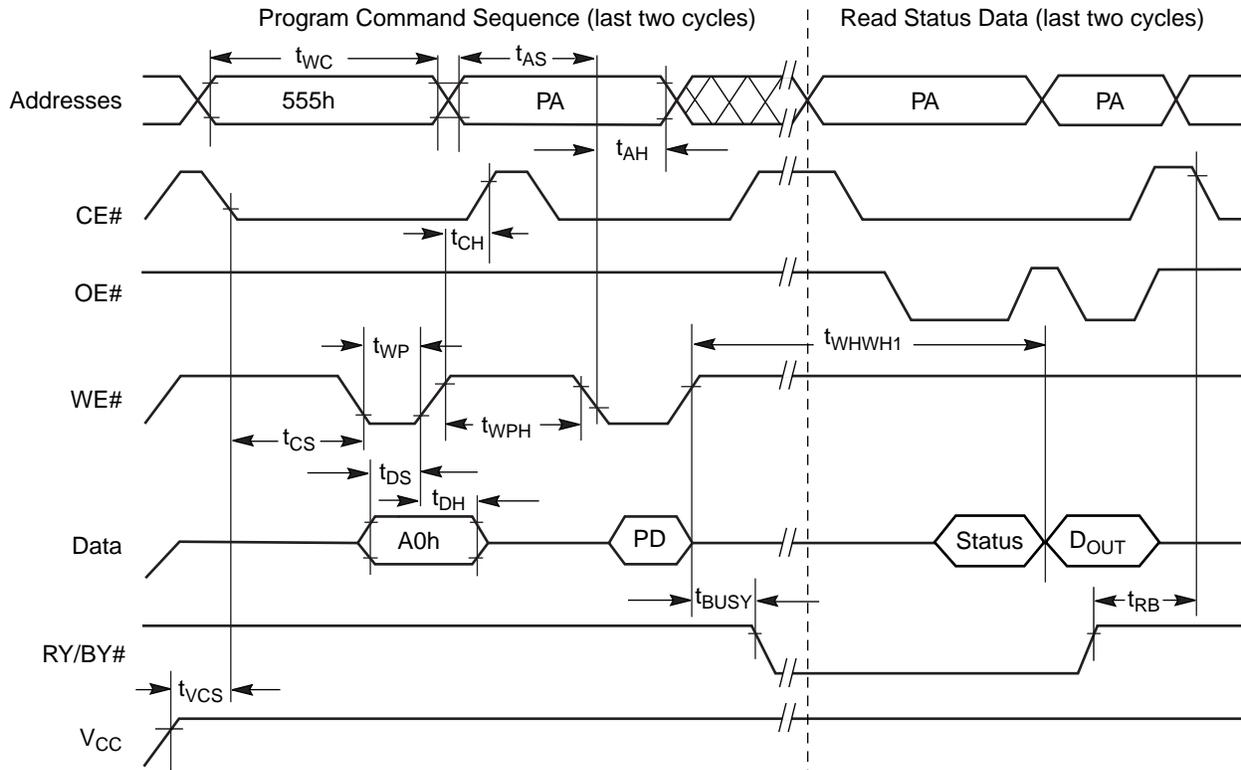 Program Command Sequence (last two cycles)
Read Status Data (last two cycles)
tWC
tAS
Addresses
555h
PA
PA
PA
tAH
CE#
tCH
OE#
tWHWH1
tWP
WE#
tCS
tWPH
tDS
tDH
Data
A0h
PD
Status
DOUT
tBUSY
tRB
RY/BY#
tVCS
VCC